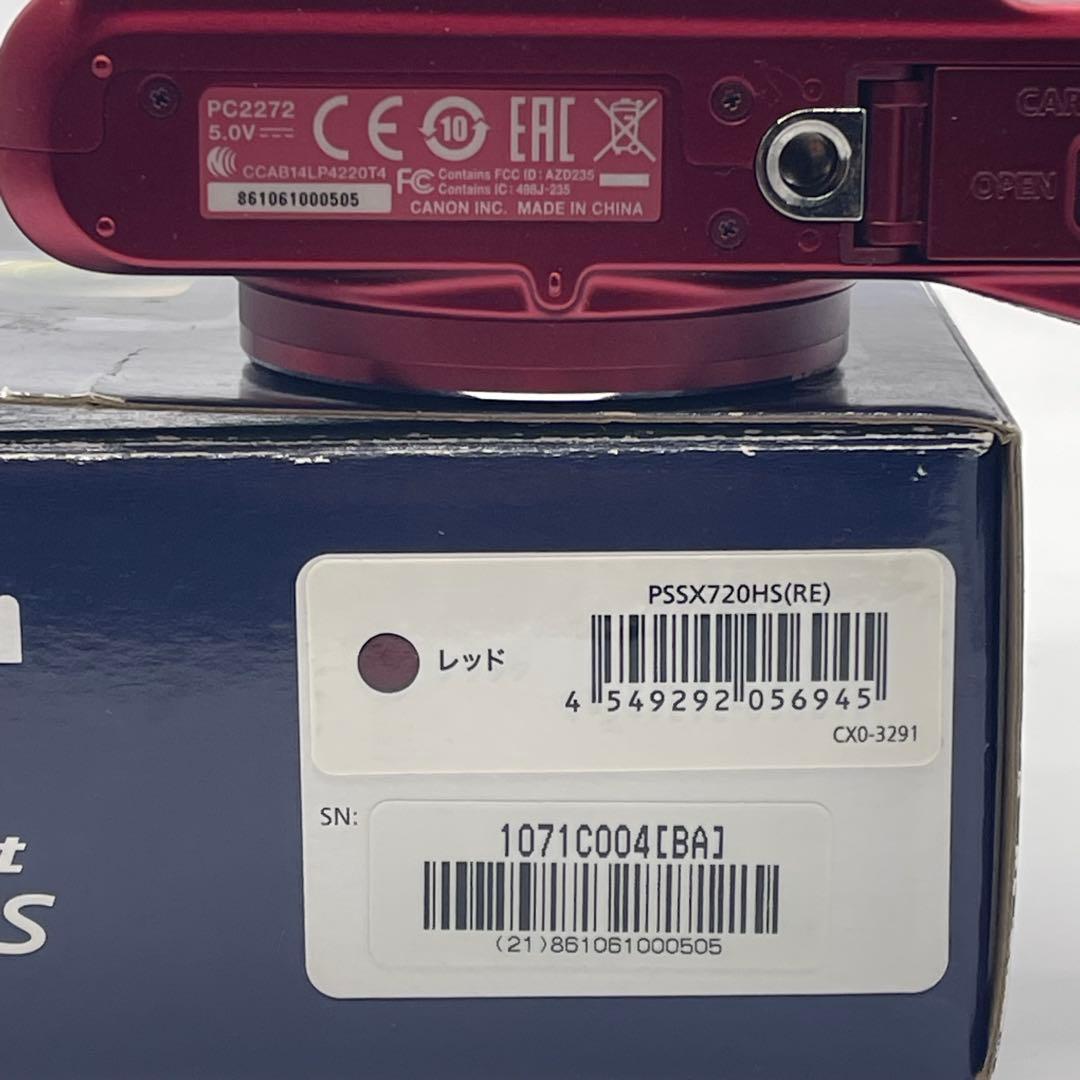 PC2272
5.0V
CE
10
EAC
CCAB14LP4220T4
861061000505
FC
Contains FCC ID : AZD235
Contains IC : 498J-235
CANON INC. MADE IN CHINA
OPEN
PSSX720HS(RE)
レッド
4 549292 056945
CX0-3291
SN:
1071C004[BA]
(21)861061000505
t
S